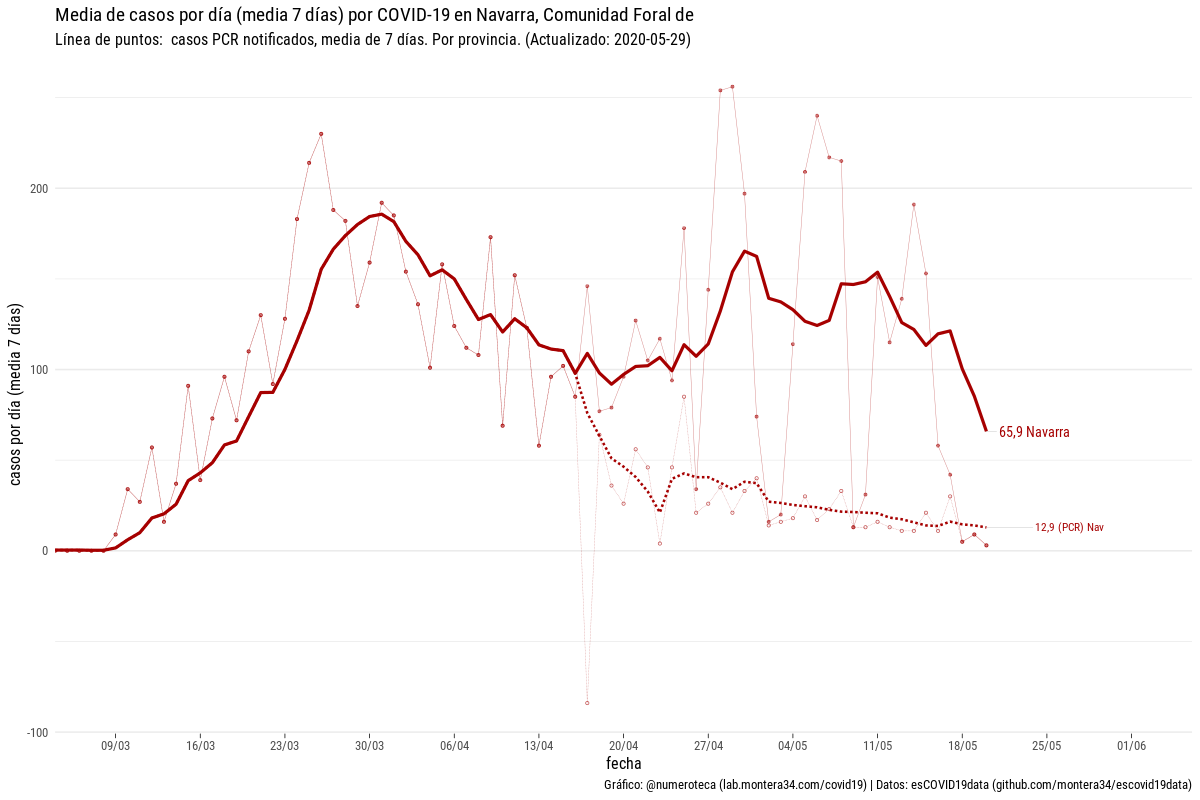 Media de casos por día (media 7 días) por COVID-19 en Navarra, Comunidad Foral de
Línea de puntos:  casos PCR notificados, media de 7 días. Por provincia. (Actualizado: 2020-05-29)
casos por día (media 7 días)
200
100
0
-100
65,9 Navarra
12,9 (PCR) Nav
09/03
16/03
23/03
30/03
06/04
13/04
20/04
27/04
04/05
11/05
18/05
25/05
01/06
fecha
Gráfico: @numeroteca (lab.montera34.com/covid19) | Datos: esCOVID19data (github.com/montera34/escovid19data)